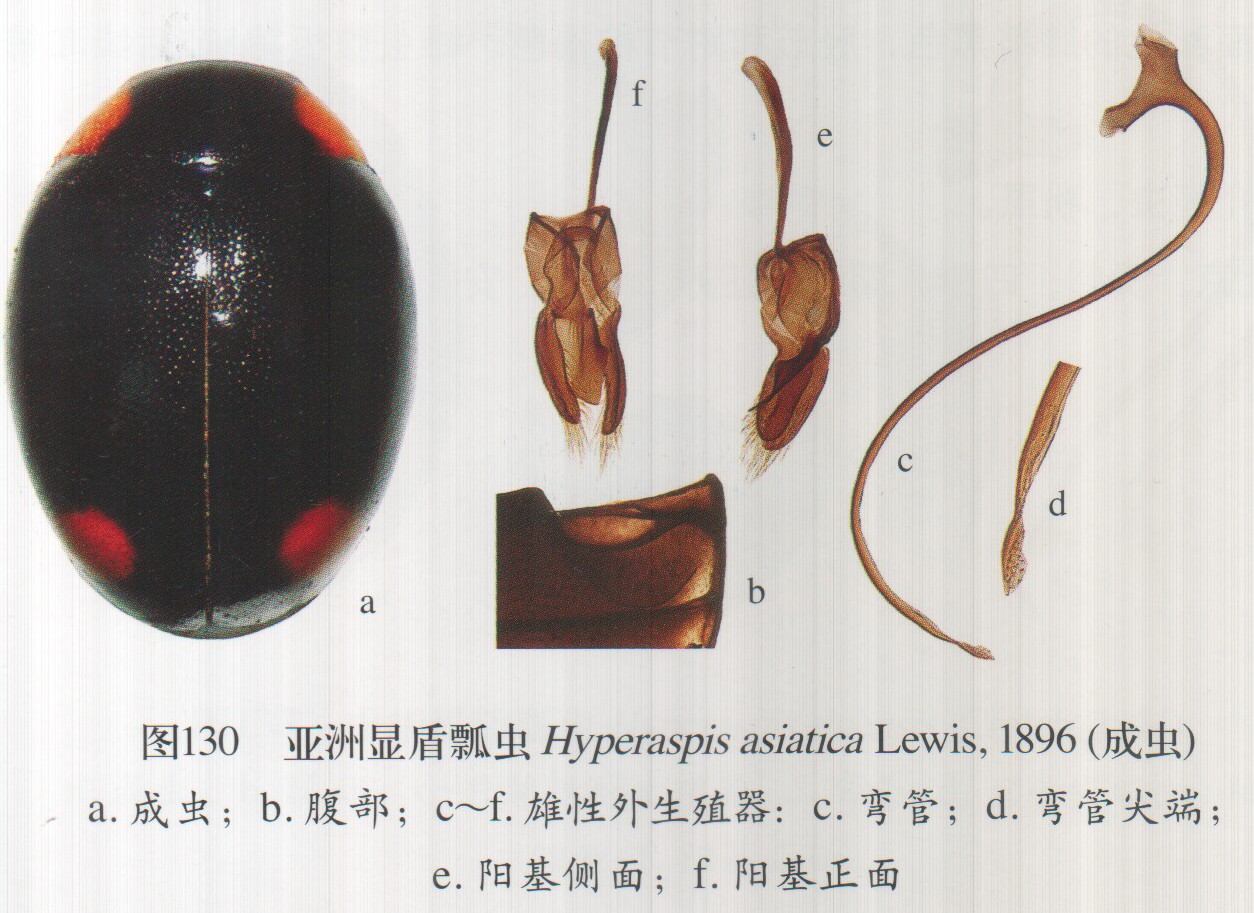 f
e
c
d
b
a
图130 亚洲显盾瓢虫 Hyperaspis asiatica Lewis, 1896 (成虫)
a. 成虫；b. 腹部；c～f. 雄性外生殖器：c. 弯管；d. 弯管尖端；
e. 阳基侧面；f. 阳基正面